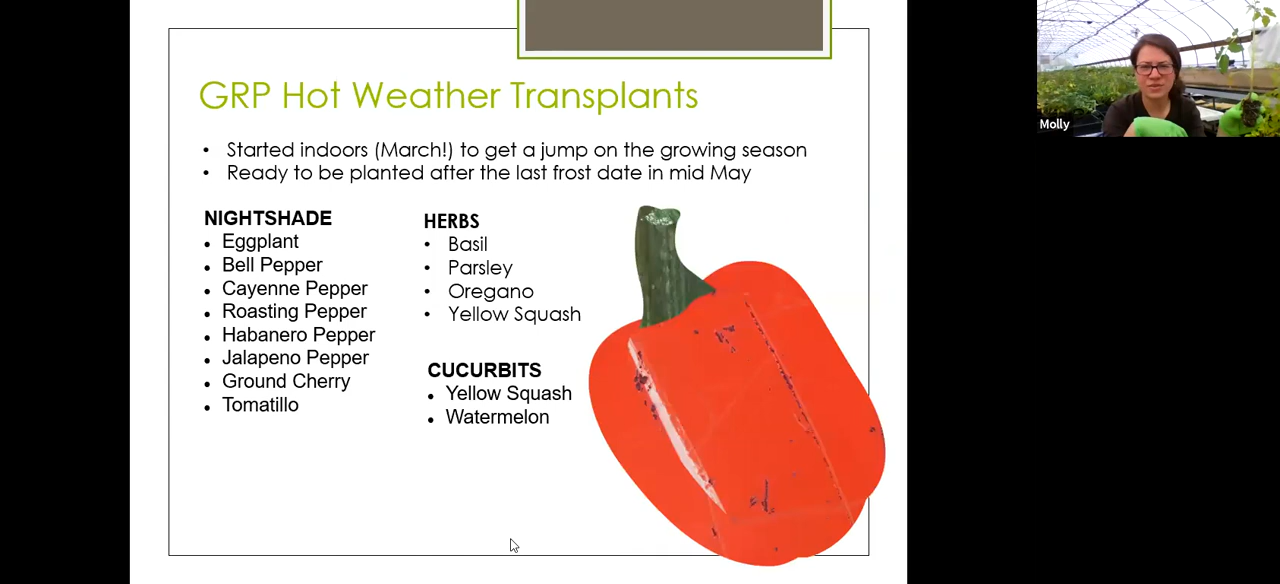 GRP Hot Weather Transplants
• Started indoors (March!) to get a jump on the growing season
• Ready to be planted after the last frost date in mid May
NIGHTSHADE
• Eggplant
• Bell Pepper
• Cayenne Pepper
• Roasting Pepper
• Habanero Pepper
• Jalapeno Pepper
• Ground Cherry
• Tomatillo
HERBS
• Basil
• Parsley
• Oregano
• Yellow Squash
CUCURBITS
• Yellow Squash
• Watermelon
Molly